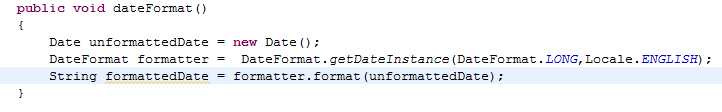 public void dateFormat()
{
    Date unformattedDate = new Date();
    DateFormat formatter =  DateFormat.getDateInstance(DateFormat.LONG,Locale.ENGLISH);
    String formattedDate = formatter.format(unformattedDate);
}